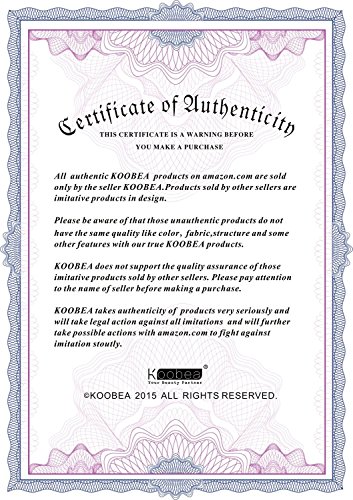 Certificate of Authenticity
THIS CERTIFICATE IS A WARNING BEFORE
YOU MAKE A PURCHASE
All authentic KOOBEA products on amazon.com are sold
only by the seller KOOBEA.Products sold by other sellers are
imitative products in design.
Please be aware of that those unauthentic products do not
have the same quality like color, fabric,structure and some
other features with our true KOOBEA products.
KOOBEA does not support the quality assurance of those
imitative products sold by other sellers. Please pay attention
to the name of seller before making a purchase.
KOOBEA takes authenticity of products very seriously and
will take legal action against all imitations and will further
take possible actions with amazon.com to fight against
imitation stoutly.
Koobea®
Your Beauty Partner
©KOOBEA 2015 ALL RIGHTS RESERVED.